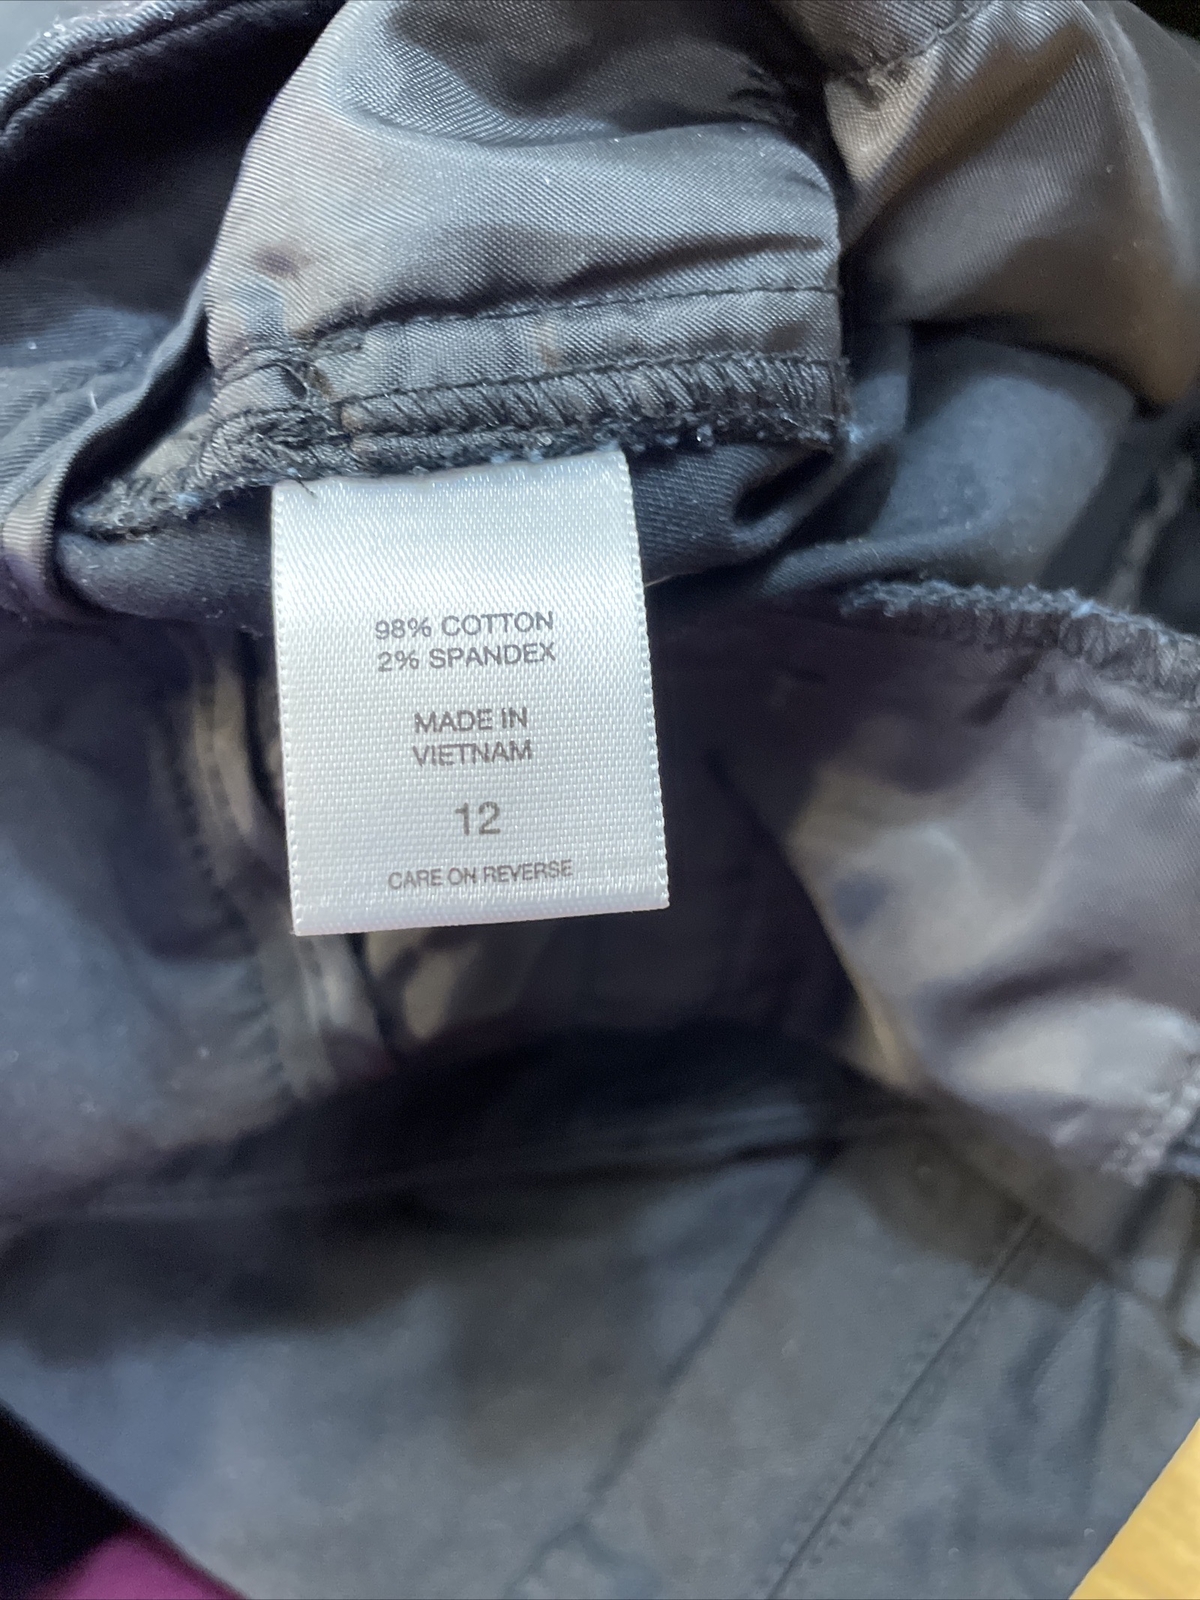 98% COTTON
2% SPANDEX
MADE IN
VIETNAM
12
CARE ON REVERSE